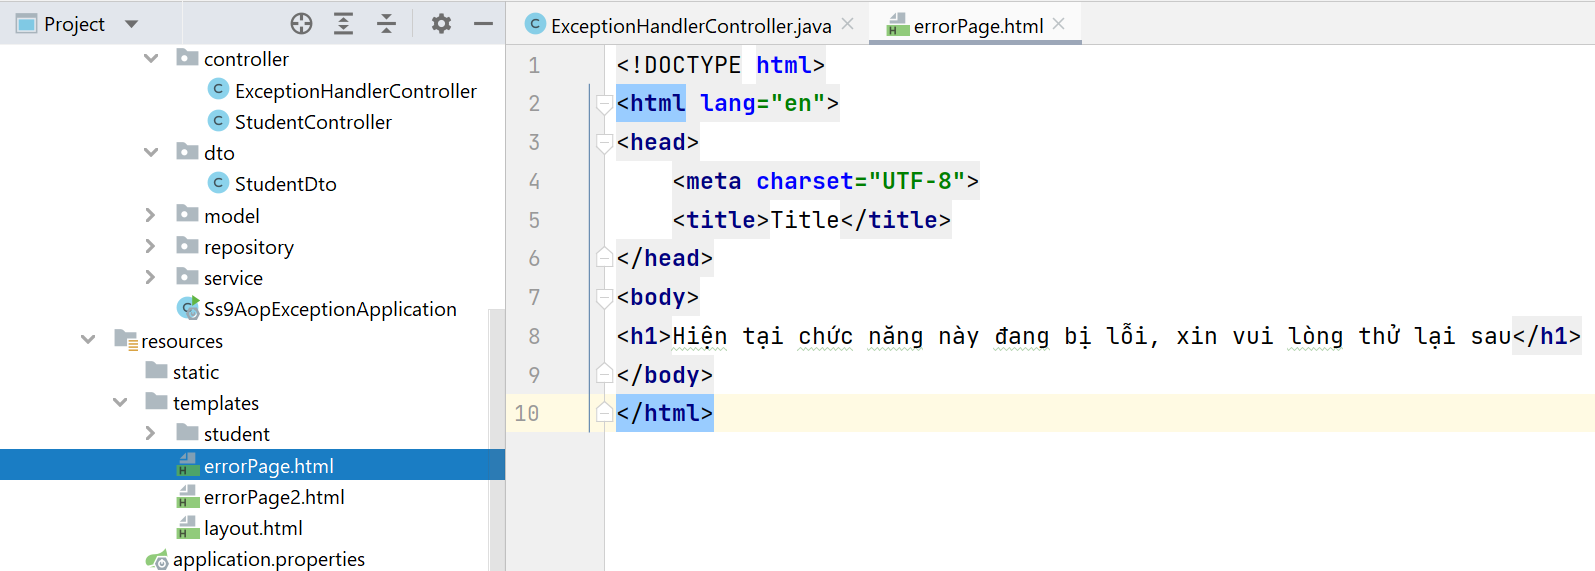 Project
controller
ExceptionHandlerController
StudentController
dto
StudentDto
model
repository
service
Ss9AopExceptionApplication
resources
static
templates
student
errorPage.html
errorPage2.html
layout.html
application.properties
ExceptionHandlerController.java
errorPage.html
1 <!DOCTYPE html>
2 <html lang="en">
3 <head>
4 <meta charset="UTF-8">
5 <title>Title</title>
6 </head>
7 <body>
8 <h1>Hiện tại chức năng này đang bị lỗi, xin vui lòng thử lại sau</h1>
9 </body>
10 </html>